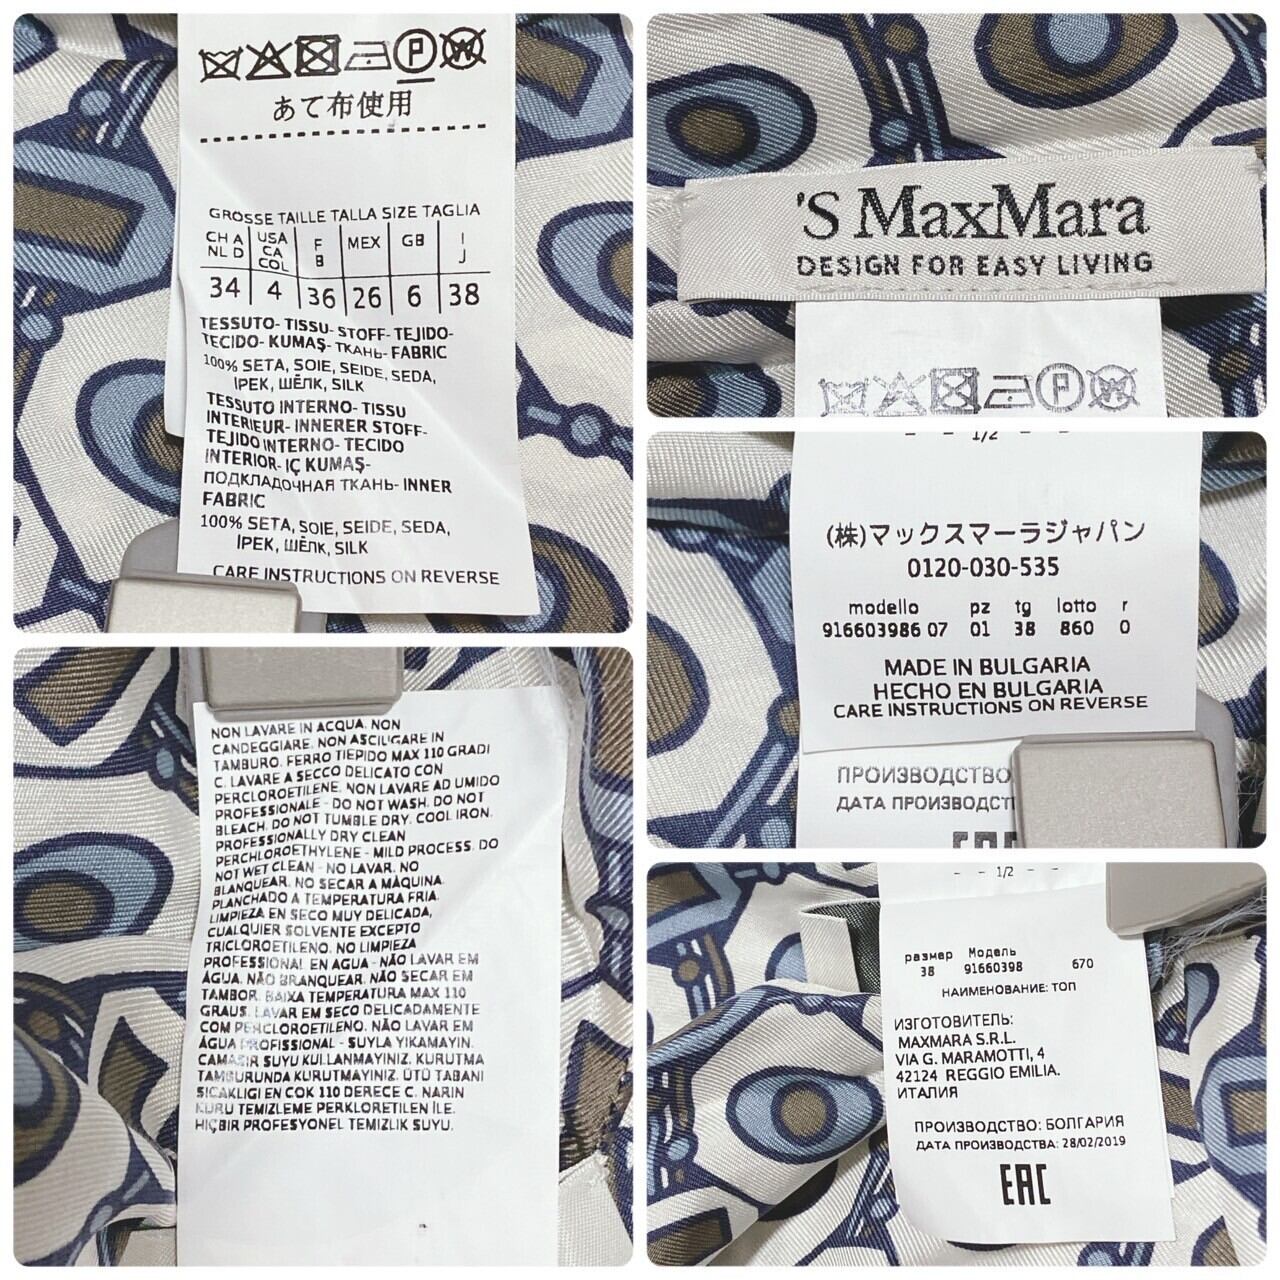 あて布使用
GROSSE TAILLE TALLA SIZE TAGLIA
CH A NL D USA CA COL F B MEX GB I J
34 4 36 26 6 38
TESSUTO- TISSU- STOFF- TEJIDO-
TECIDO- KUMAŞ- ТКАНЬ- FABRIC
100% SETA, SOIE, SEIDE, SEDA,
IPEK, ШЁЛК, SILK
TESSUTO INTERNO- TISSU
INTERIEUR- INNERER STOFF-
TEJIDO INTERNO- TECIDO
INTERIOR- IÇ KUMAŞ-
ПОДКЛАДОЧНАЯ ТКАНЬ- INNER
FABRIC
100% SETA, SOIE, SEIDE, SEDA,
IPEK, ШЁЛК, SILK
CARE INSTRUCTIONS ON REVERSE
'S MaxMara
DESIGN FOR EASY LIVING
- - 1/2 - -
(株)マックスマーラジャパン
0120-030-535
modello pz tg lotto r
916603986 07 01 38 860 0
MADE IN BULGARIA
HECHO EN BULGARIA
CARE INSTRUCTIONS ON REVERSE
ПРОИЗВОДСТВО
ДАТА ПРОИЗВОДСТ
EAC
NON LAVARE IN ACQUA. NON
CANDEGGIARE. NON ASCIUGARE IN
TAMBURO. FERRO TIEPIDO MAX 110 GRADI
C. LAVARE A SECCO DELICATO CON
PERCLOROETILENE. NON LAVARE AD UMIDO
PROFESSIONALE - DO NOT WASH. DO NOT
BLEACH. DO NOT TUMBLE DRY. COOL IRON.
PROFESSIONALLY DRY CLEAN
PERCHLOROETHYLENE - MILD PROCESS. DO
NOT WET CLEAN - NO LAVAR. NO
BLANQUEAR. NO SECAR A MÁQUINA.
PLANCHADO A TEMPERATURA FRIA.
LIMPIEZA EN SECO MUY DELICADA,
CUALQUIER SOLVENTE EXCEPTO
TRICLOROETILENO. NO LIMPIEZA
PROFESSIONAL EN AGUA - NÃO LAVAR EM
ÁGUA. NÃO BRANQUEAR. NÃO SECAR EM
TAMBOR. BAIXA TEMPERATURA MAX 110
GRAUS. LAVAR EM SECO DELICADAMENTE
COM PERCLOROETILENO. NÃO LAVAR EM
ÁGUA PROFISSIONAL - SUYLA YIKAMAYIN.
CAMASIR SUYU KULLANMAYINIZ. KURUTMA
TAMBURUNDA KURUTMAYINIZ. ÜTÜ TABANI
SICAKLIGI EN COK 110 DERECE C. NARIN
KURU TEMIZLEME PERKLORETILEN İLE.
HIÇBIR PROFESYONEL TEMIZLIK SUYU.
- - 1/2 - -
размер Модель
38 91660398 670
НАИМЕНОВАНИЕ: ТОП
ИЗГОТОВИТЕЛЬ:
MAXMARA S.R.L.
VIA G. MARAMOTTI, 4
42124 REGGIO EMILIA.
ИТАЛИЯ
ПРОИЗВОДСТВО: БОЛГАРИЯ
ДАТА ПРОИЗВОДСТВА: 28/02/2019
EAC